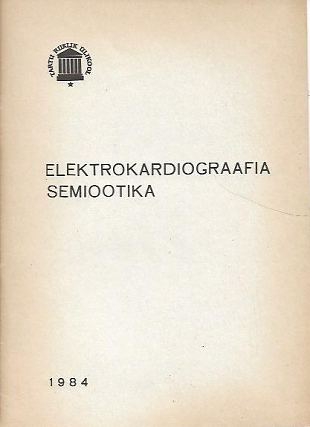 TARTU RIIKLIK ÜLIKOOL
ELEKTROKARDIOGRAAFIA
SEMIOOTIKA
1984